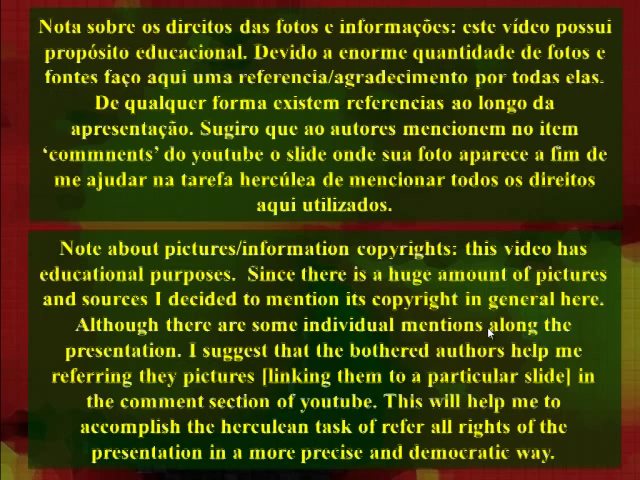 Nota sobre os direitos das fotos e informações: este vídeo possui
propósito educacional. Devido a enorme quantidade de fotos e
fontes faço aqui uma referencia/agradecimento por todas elas.
De qualquer forma existem referencias ao longo da
apresentação. Sugiro que ao autores mencionem no item
‘commnents’ do youtube o slide onde sua foto aparece a fim de
me ajudar na tarefa hercúlea de mencionar todos os direitos
aqui utilizados.
Note about pictures/information copyrights: this video has
educational purposes.  Since there is a huge amount of pictures
and sources I decided to mention its copyright in general here.
Although there are some individual mentions along the
presentation. I suggest that the bothered authors help me
referring they pictures [linking them to a particular slide] in
the comment section of youtube. This will help me to
accomplish the herculean task of refer all rights of the
presentation in a more precise and democratic way.